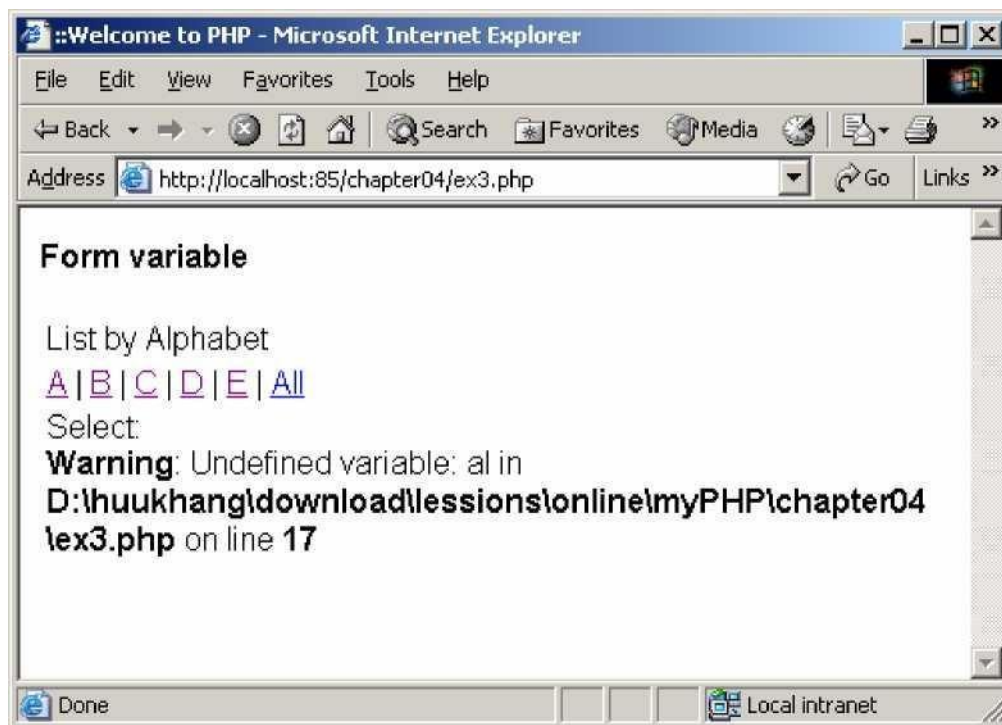 ::Welcome to PHP - Microsoft Internet Explorer
File Edit View Favorites Tools Help
Back Search Favorites Media »
Address http://localhost:85/chapter04/ex3.php Go Links »
Form variable
List by Alphabet
A | B | C | D | E | All
Select:
Warning: Undefined variable: al in
D:\huukhang\download\lessions\online\myPHP\chapter04
\ex3.php on line 17
Done Local intranet